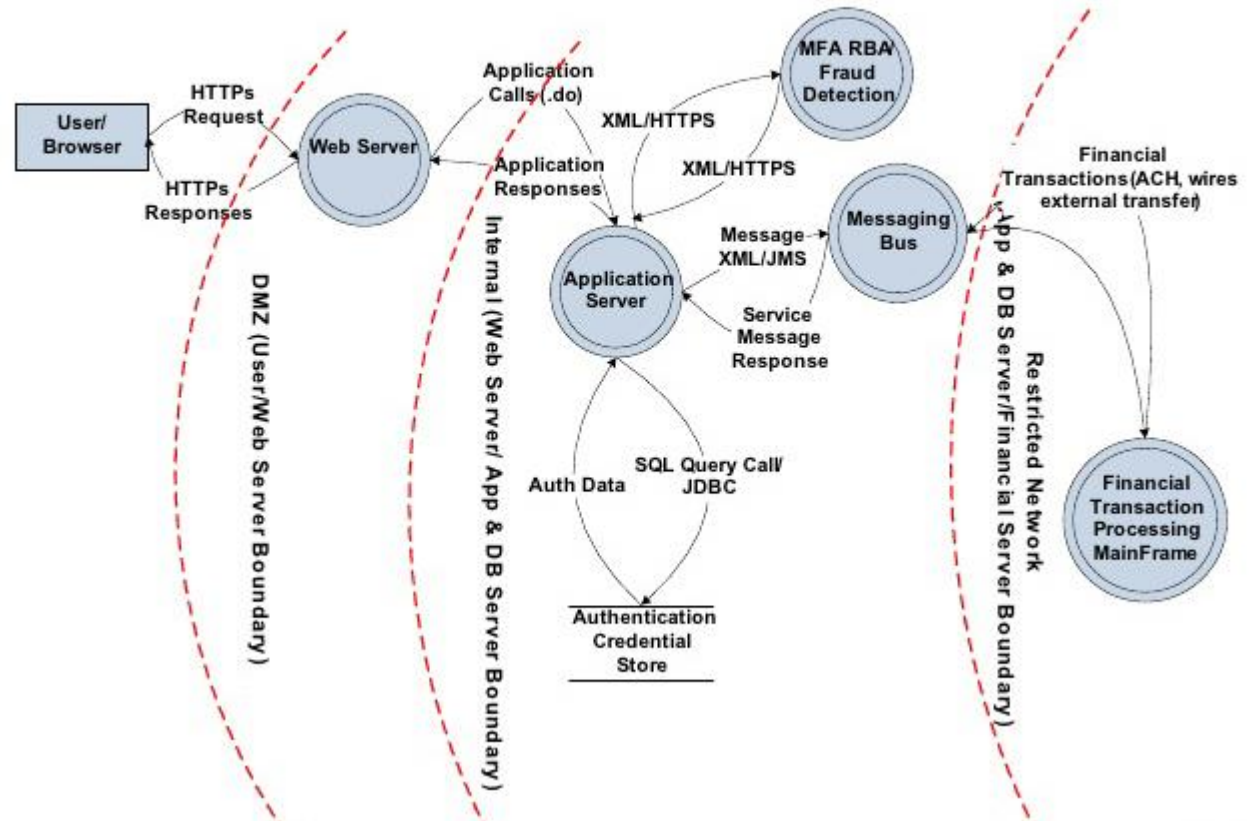 User/
Browser
HTTPs
Request
HTTPs
Responses
Web Server
Application
Calls (.do)
Application
Responses
XML/HTTPS
XML/HTTPS
MFA RBA/
Fraud
Detection
Application
Server
Message
XML/JMS
Service
Message
Response
Messaging
Bus
Financial
Transactions(ACH, wires
external transfer)
Financial
Transaction
Processing
MainFrame
Auth Data
SQL Query Call/
JDBC
Authentication
Credential
Store
DMZ (User/Web Server Boundary)
Internal (Web Server/ App & DB Server Boundary)
Restricted Network
(App & DB Server/Financial Server Boundary)